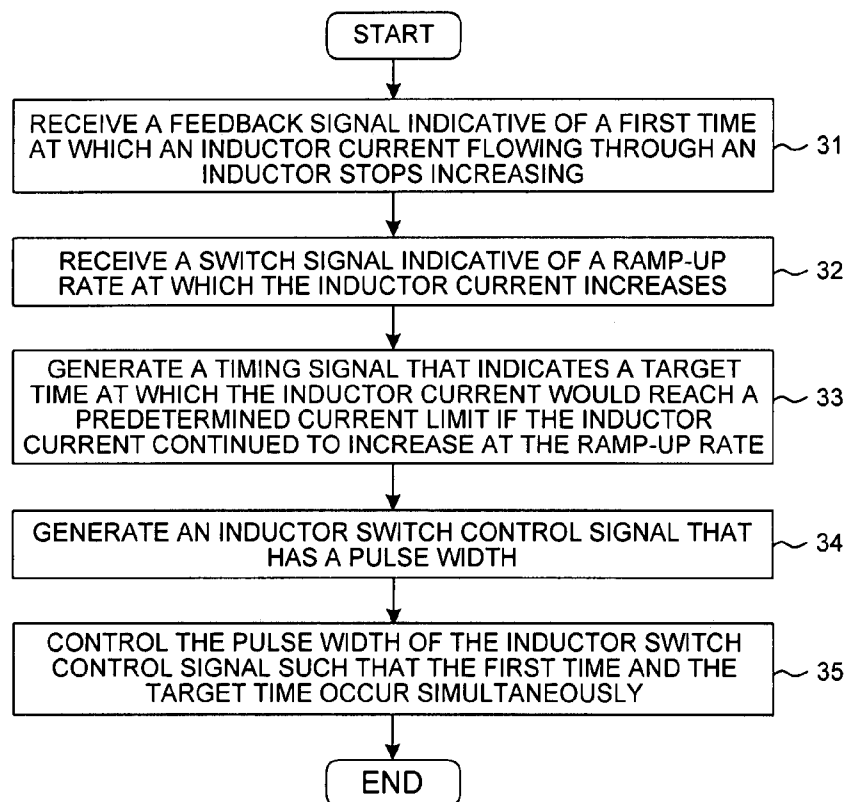 START
RECEIVE A FEEDBACK SIGNAL INDICATIVE OF A FIRST TIME
AT WHICH AN INDUCTOR CURRENT FLOWING THROUGH AN
INDUCTOR STOPS INCREASING
31
RECEIVE A SWITCH SIGNAL INDICATIVE OF A RAMP-UP
RATE AT WHICH THE INDUCTOR CURRENT INCREASES
32
GENERATE A TIMING SIGNAL THAT INDICATES A TARGET
TIME AT WHICH THE INDUCTOR CURRENT WOULD REACH A
PREDETERMINED CURRENT LIMIT IF THE INDUCTOR
CURRENT CONTINUED TO INCREASE AT THE RAMP-UP RATE
33
GENERATE AN INDUCTOR SWITCH CONTROL SIGNAL THAT
HAS A PULSE WIDTH
34
CONTROL THE PULSE WIDTH OF THE INDUCTOR SWITCH
CONTROL SIGNAL SUCH THAT THE FIRST TIME AND THE
TARGET TIME OCCUR SIMULTANEOUSLY
35
END